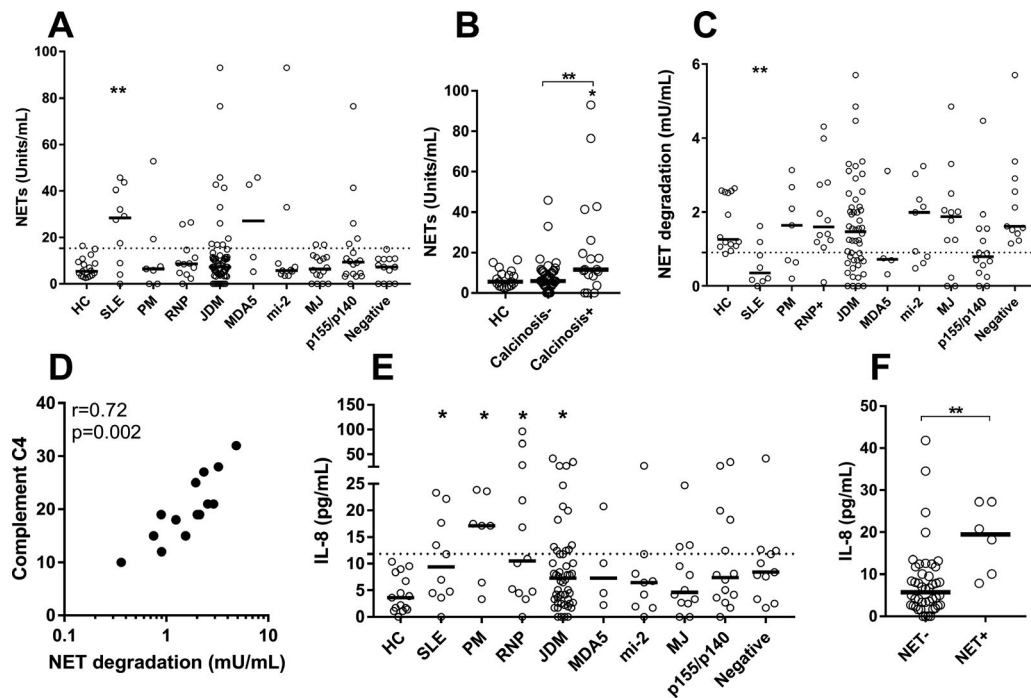 A
NETs (Units/mL)
100
80
60
40
20
0
**
HC
SLE
PM
RNP
JDM
MDA5
mi-2
MJ
p155/p140
Negative
B
NETs (Units/mL)
100
80
60
40
20
0
**
*
HC
Calcinosis-
Calcinosis+
C
NET degradation (mU/mL)
6
4
2
0
**
HC
SLE
PM
RNP+
JDM
MDA5
mi-2
MJ
p155/p140
Negative
D
r=0.72
p=0.002
Complement C4
40
30
20
10
0
0.1
1
10
NET degradation (mU/mL)
E
IL-8 (pg/mL)
150
100
50
25
20
15
10
5
0
*
*
*
*
HC
SLE
PM
RNP
JDM
MDA5
mi-2
MJ
p155/p140
Negative
F
IL-8 (pg/mL)
50
40
30
20
10
0
**
NET-
NET+